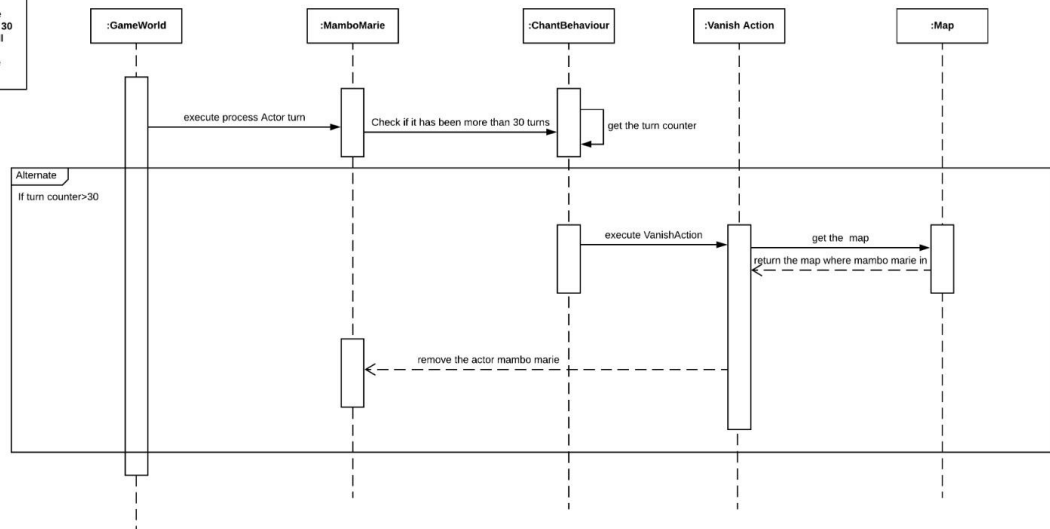 30
:GameWorld
:MamboMarie
:ChantBehaviour
:Vanish Action
:Map
execute process Actor turn
Check if it has been more than 30 turns
get the turn counter
Alternate
If turn counter>30
execute VanishAction
get the map
return the map where mambo marie in
remove the actor mambo marie